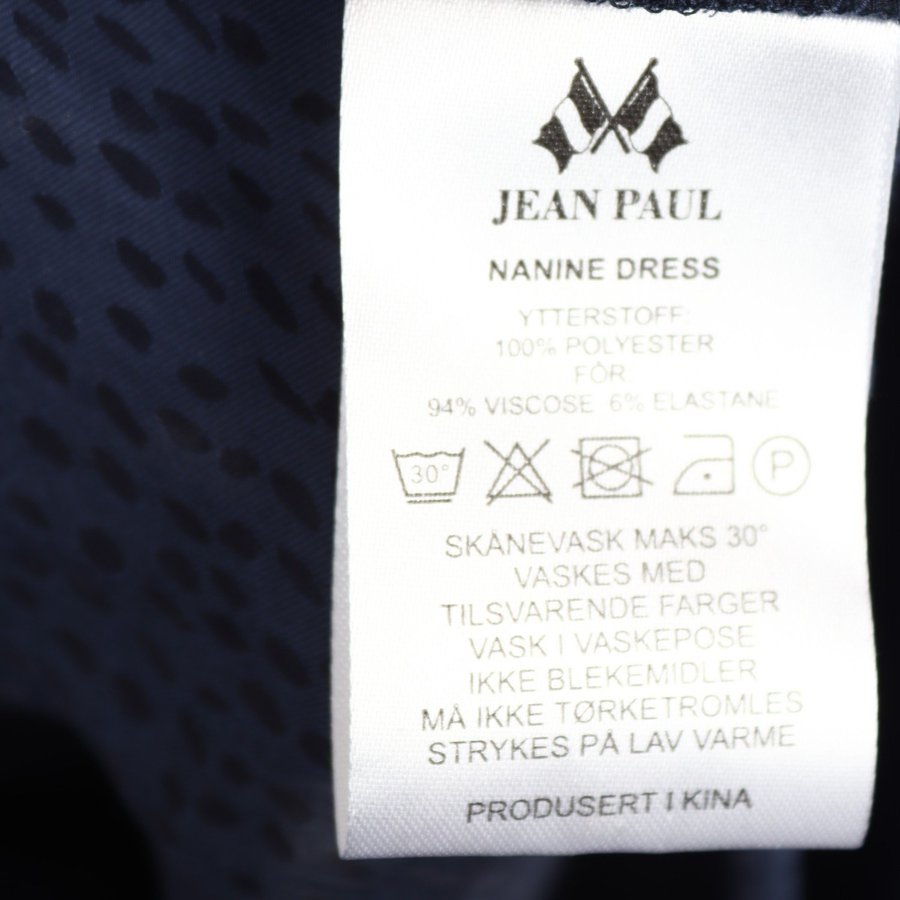 JEAN PAUL
NANINE DRESS
YTTERSTOFF:
100% POLYESTER
FÔR:
94% VISCOSE 6% ELASTANE
30°
P
SKÅNEVASK MAKS 30°
VASKES MED
TILSVARENDE FARGER
VASK I VASKEPOSE
IKKE BLEKEMIDLER
MÅ IKKE TØRKETROMLES
STRYKES PÅ LAV VARME
PRODUSERT I KINA